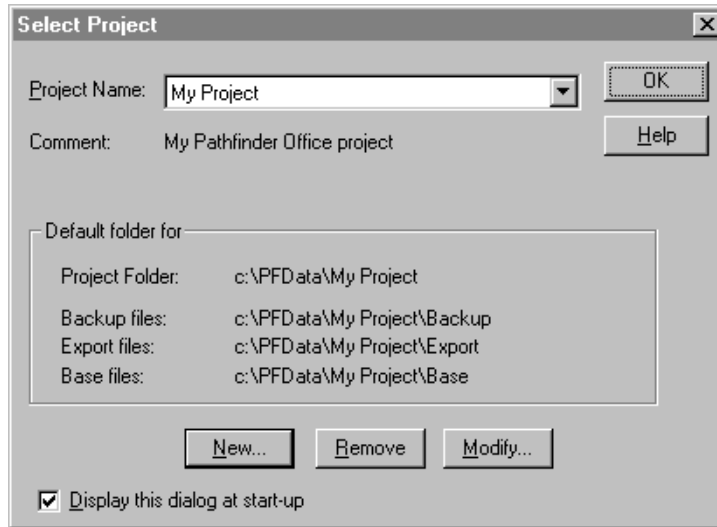 Select Project
Project Name: My Project OK
Comment: My Pathfinder Office project Help
Default folder for
Project Folder: c:\PFData\My Project
Backup files: c:\PFData\My Project\Backup
Export files: c:\PFData\My Project\Export
Base files: c:\PFData\My Project\Base
New... Remove Modify...
Display this dialog at start-up